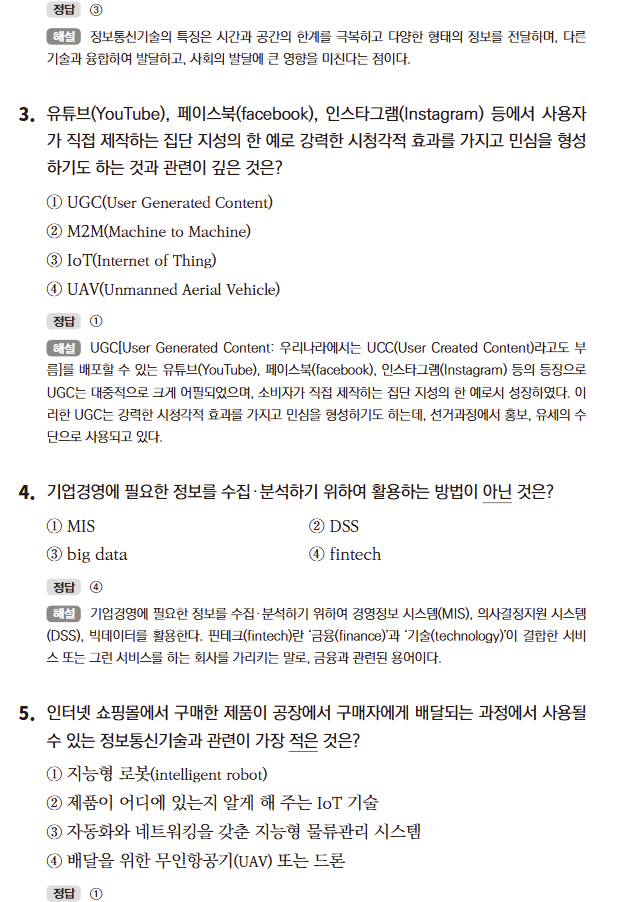 정답 ③
해설 정보통신기술의 특징은 시간과 공간의 한계를 극복하고 다양한 형태의 정보를 전달하며, 다른
기술과 융합하여 발달하고, 사회의 발달에 큰 영향을 미친다는 점이다.
3. 유튜브(YouTube), 페이스북(facebook), 인스타그램(Instagram) 등에서 사용자
가 직접 제작하는 집단 지성의 한 예로 강력한 시청각적 효과를 가지고 민심을 형성
하기도 하는 것과 관련이 깊은 것은?
① UGC(User Generated Content)
② M2M(Machine to Machine)
③ IoT(Internet of Thing)
④ UAV(Unmanned Aerial Vehicle)
정답 ①
해설 UGC[User Generated Content: 우리나라에서는 UCC(User Created Content)라고도 부
름]를 배포할 수 있는 유튜브(YouTube), 페이스북(facebook), 인스타그램(Instagram) 등의 등장으로
UGC는 대중적으로 크게 어필되었으며, 소비자가 직접 제작하는 집단 지성의 한 예로서 성장하였다. 이
러한 UGC는 강력한 시청각적 효과를 가지고 민심을 형성하기도 하는데, 선거과정에서 홍보, 유세의 수
단으로 사용되고 있다.
4. 기업경영에 필요한 정보를 수집·분석하기 위하여 활용하는 방법이 아닌 것은?
① MIS ② DSS
③ big data ④ fintech
정답 ④
해설 기업경영에 필요한 정보를 수집·분석하기 위하여 경영정보 시스템(MIS), 의사결정지원 시스템
(DSS), 빅데이터를 활용한다. 핀테크(fintech)란 ‘금융(finance)’과 ‘기술(technology)’이 결합한 서비
스 또는 그런 서비스를 하는 회사를 가리키는 말로, 금융과 관련된 용어이다.
5. 인터넷 쇼핑몰에서 구매한 제품이 공장에서 구매자에게 배달되는 과정에서 사용될
수 있는 정보통신기술과 관련이 가장 적은 것은?
① 지능형 로봇(intelligent robot)
② 제품이 어디에 있는지 알게 해 주는 IoT 기술
③ 자동화와 네트워킹을 갖춘 지능형 물류관리 시스템
④ 배달을 위한 무인항공기(UAV) 또는 드론
정답 ①